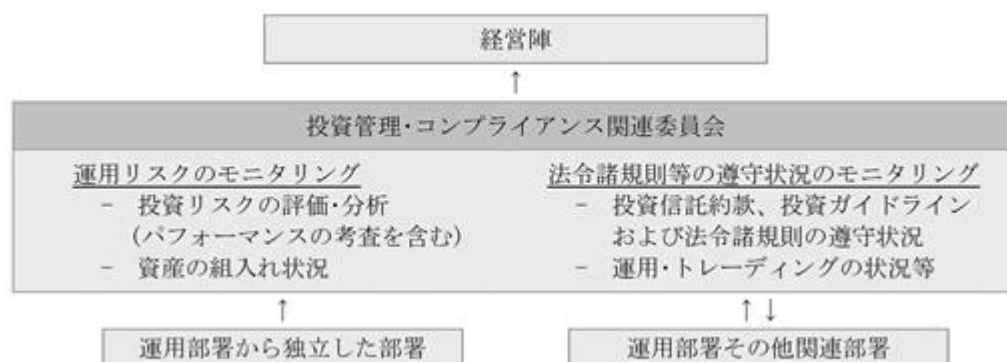 経営陣
↑
投資管理・コンプライアンス関連委員会
運用リスクのモニタリング
− 投資リスクの評価・分析
(パフォーマンスの考査を含む)
− 資産の組入れ状況
法令諸規則等の遵守状況のモニタリング
− 投資信託約款、投資ガイドライン
および法令諸規則の遵守状況
− 運用・トレーディングの状況等
↑
↑↓
運用部署から独立した部署
運用部署その他関連部署